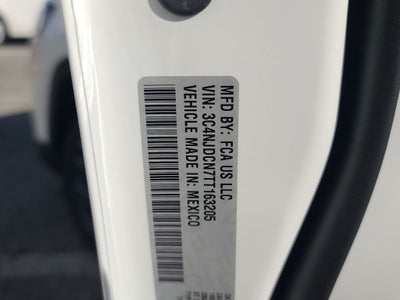 MFD BY: FCA US LLC
VIN: 3C4NJDCN7TT163205
VEHICLE MADE IN: MEXICO